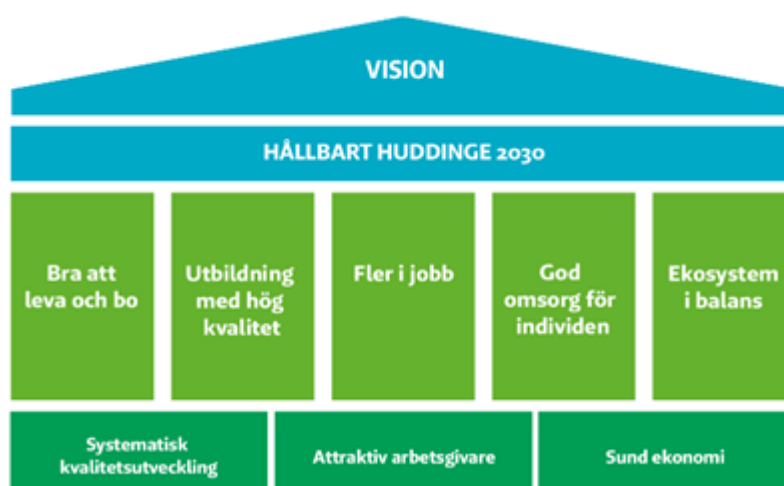 VISION
HÅLLBART HUDDINGE 2030
Bra att
leva och bo
Utbildning
med hög
kvalitet
Fler i jobb
God
omsorg för
individen
Ekosystem
i balans
Systematisk
kvalitetsutveckling
Attraktiv arbetsgivare
Sund ekonomi